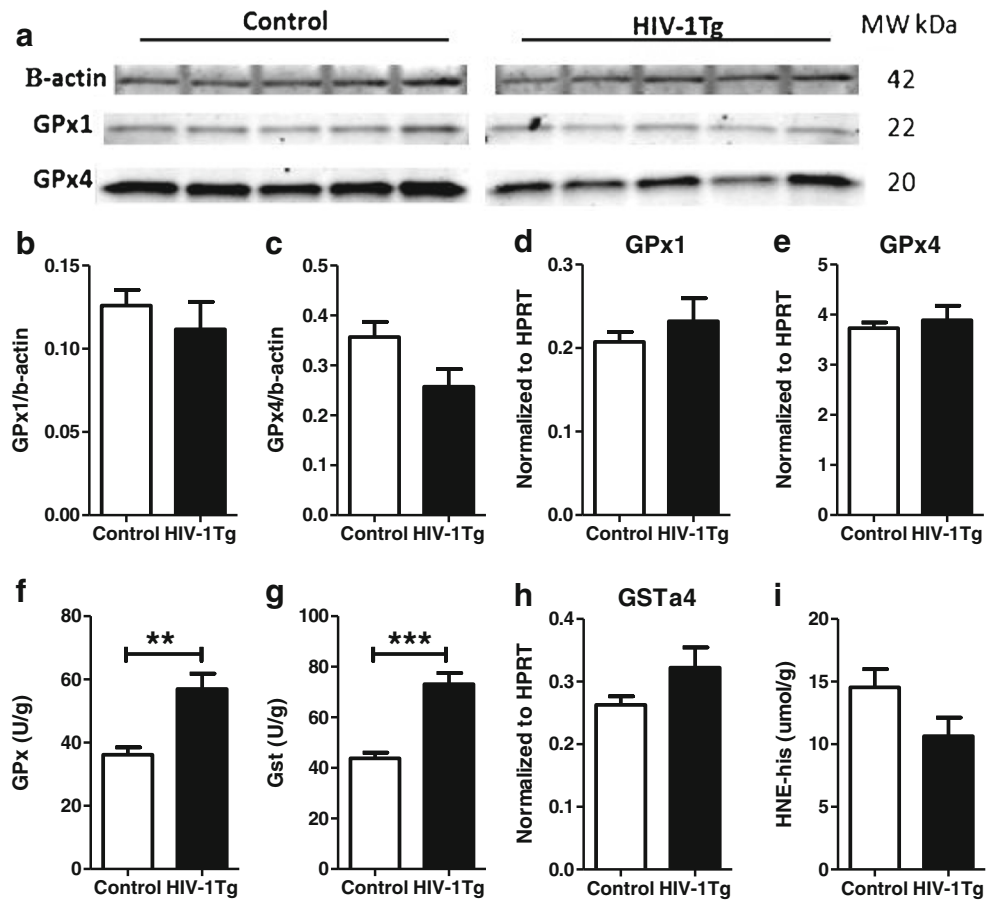 a Control HIV-1Tg MW kDa
B-actin 42
GPx1 22
GPx4 20
b
0.15
0.10
0.05
0.00
GPx1/b-actin
Control HIV-1Tg
c
0.5
0.4
0.3
0.2
0.1
0.0
GPx4/b-actin
Control HIV-1Tg
d
GPx1
0.3
0.2
0.1
0.0
Normalized to HPRT
Control HIV-1Tg
e
GPx4
5
4
3
2
1
0
Normalized to HPRT
Control HIV-1Tg
f
80
60
40
20
0
GPx (U/g)
**
Control HIV-1Tg
g
100
80
60
40
20
0
Gst (U/g)
***
Control HIV-1Tg
h
GSTa4
0.4
0.3
0.2
0.1
0.0
Normalized to HPRT
Control HIV-1Tg
i
20
15
10
5
0
HNE-his (umol/g)
Control HIV-1Tg